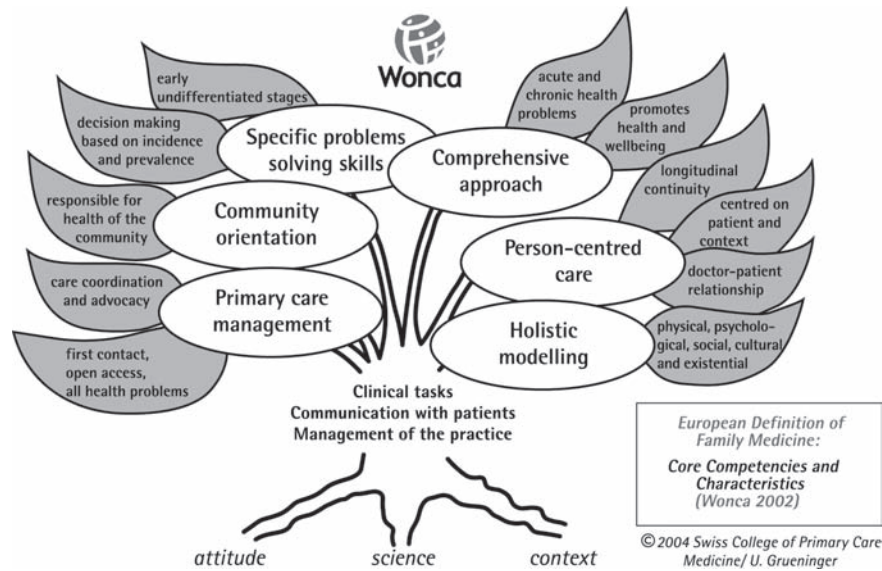 Wonca
early
undifferentiated stages
decision making
based on incidence
and prevalence
responsible for
health of the
community
care coordination
and advocacy
first contact,
open access,
all health problems
Specific problems
solving skills
Community
orientation
Primary care
management
Comprehensive
approach
Person-centred
care
Holistic
modelling
acute and
chronic health
problems
promotes
health and
wellbeing
longitudinal
continuity
centred on
patient and
context
doctor-patient
relationship
physical, psycholo-
gical, social, cultural
and existential
Clinical tasks
Communication with patients
Management of the practice
attitude
science
context
European Definition of
Family Medicine:
Core Competencies and
Characteristics
(Wonca 2002)
©2004 Swiss College of Primary Care
Medicine/ U. Grueninger